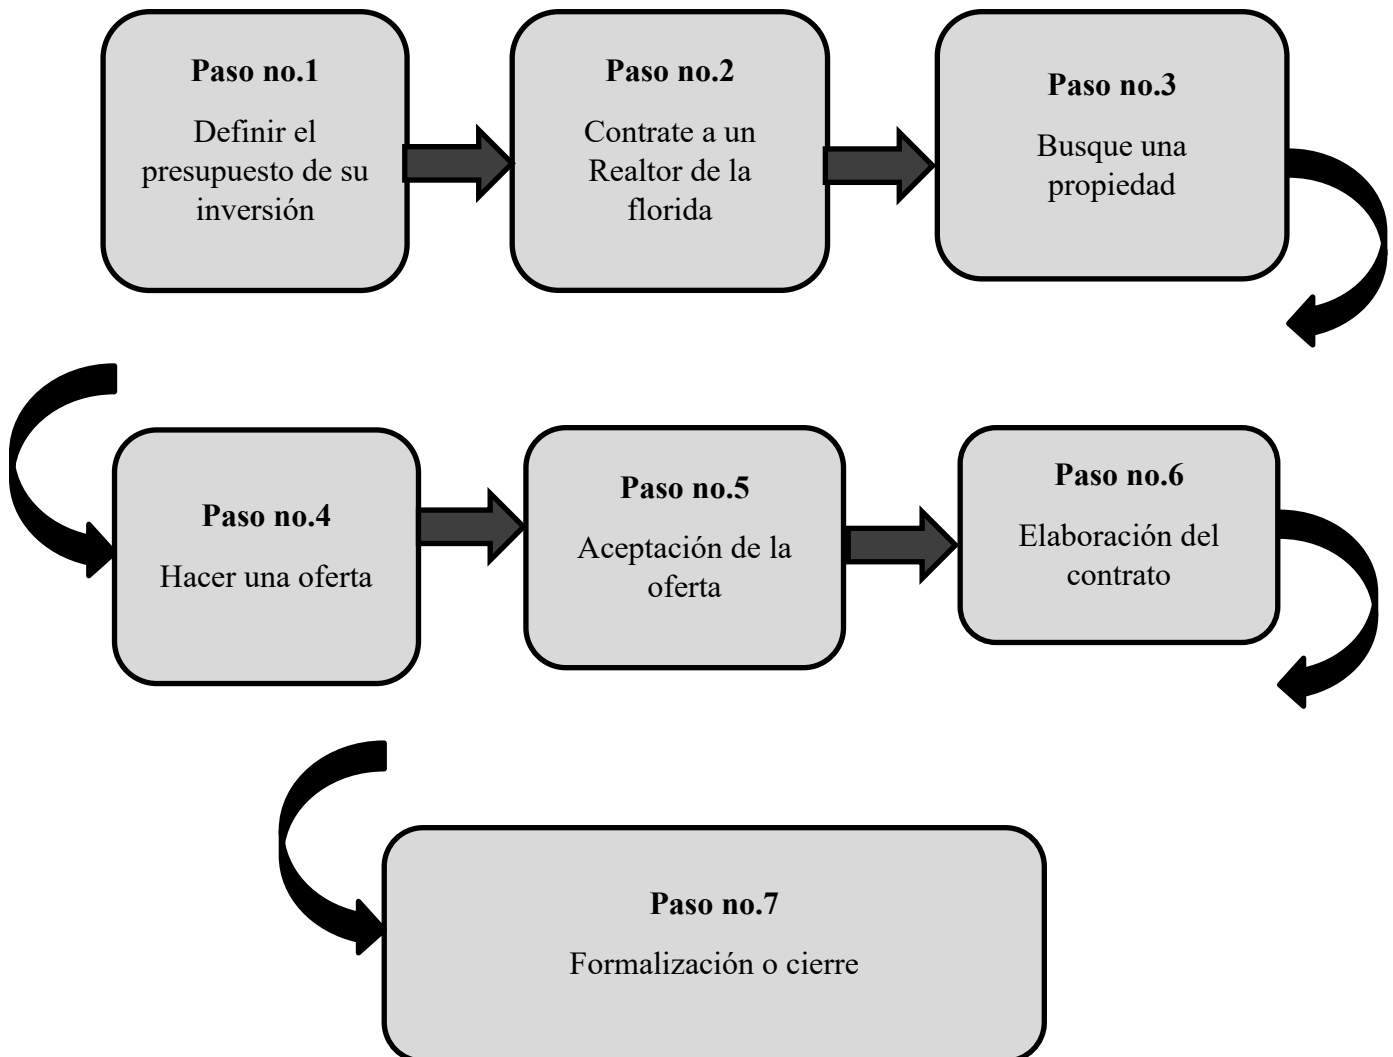 Paso no.1
Definir el
presupuesto de su
inversión
Paso no.2
Contrate a un
Realtor de la
florida
Paso no.3
Busque una
propiedad
Paso no.4
Hacer una oferta
Paso no.5
Aceptación de la
oferta
Paso no.6
Elaboración del
contrato
Paso no.7
Formalización o cierre